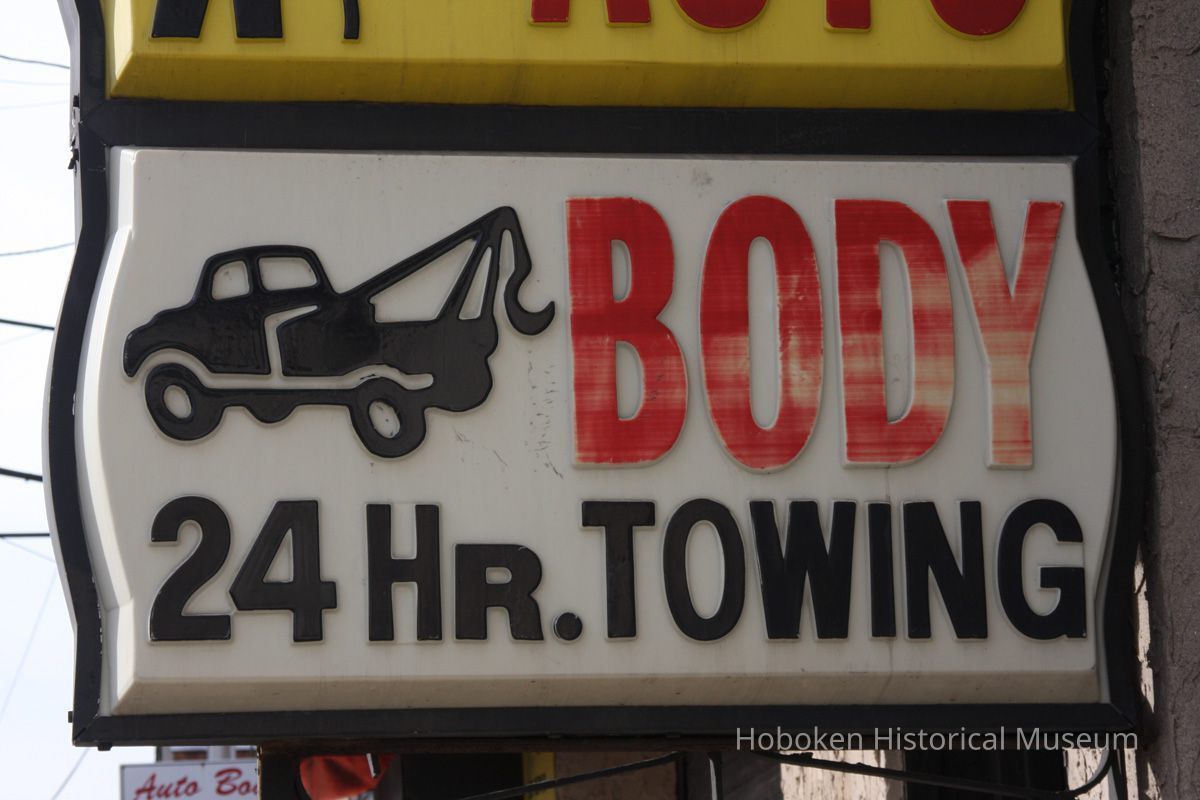 BODY
24 HR. TOWING
Hoboken Historical Museum
Auto